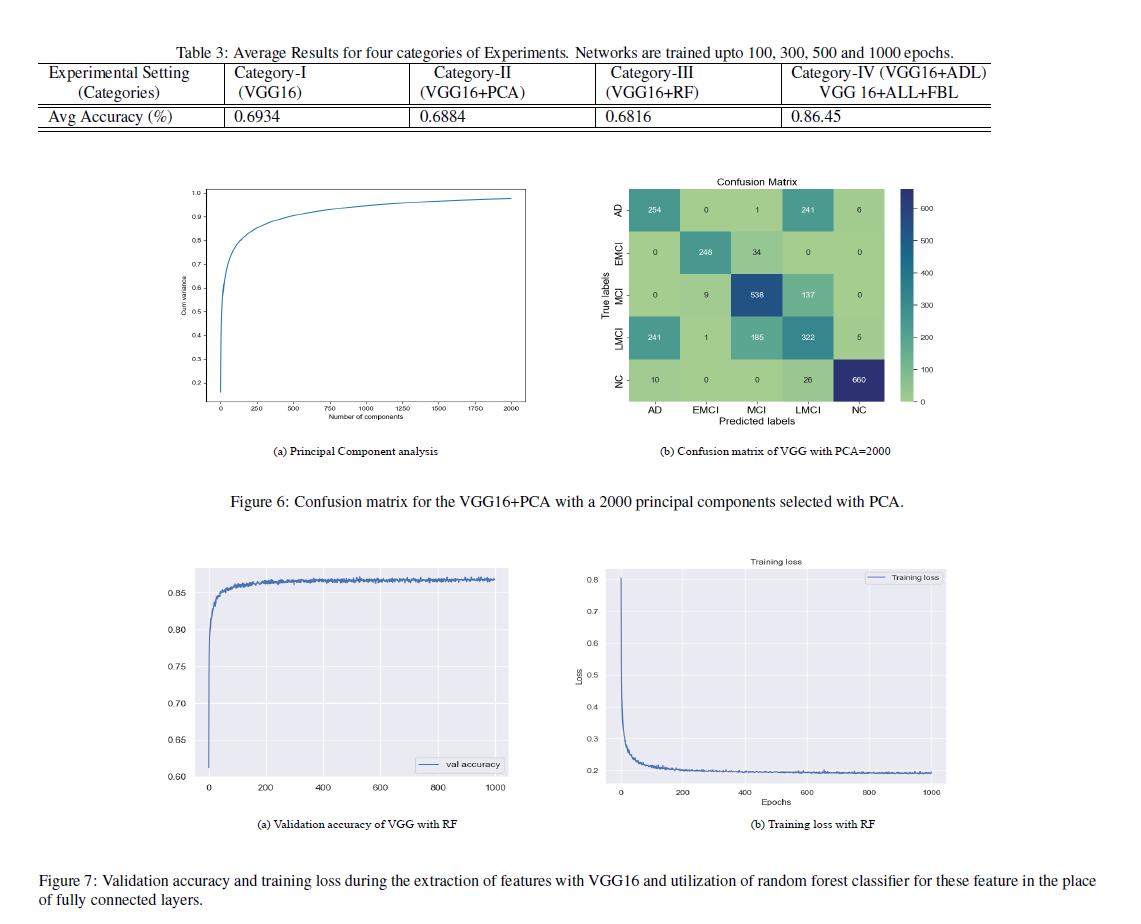 Table 3: Average Results for four categories of Experiments. Networks are trained upto 100, 300, 500 and 1000 epochs.
Experimental Setting Category-I Category-II Category-III Category-IV (VGG16+ADL)
(Categories) (VGG16) (VGG16+PCA) (VGG16+RF) VGG 16+ALL+FBL
Avg Accuracy (%) 0.6934 0.6884 0.6816 0.86.45
1.0
0.9
0.8
0.7
0.6
0.5
0.4
0.3
0.2
Cum variance
0 250 500 750 1000 1250 1500 1750 2000
Number of components
(a) Principal Component analysis
Confusion Matrix
True labels
AD 254 0 1 241 6
EMCI 0 248 34 0 0
MCI 0 9 538 137 0
LMCI 241 1 185 322 5
NC 10 0 0 26 660
AD EMCI MCI LMCI NC
Predicted labels
600
500
400
300
200
100
0
(b) Confusion matrix of VGG with PCA=2000
Figure 6: Confusion matrix for the VGG16+PCA with a 2000 principal components selected with PCA.
0.85
0.80
0.75
0.70
0.65
0.60
val accuracy
0 200 400 600 800 1000
(a) Validation accuracy of VGG with RF
Training loss
Training loss
0.8
0.7
0.6
0.5
0.4
0.3
0.2
Loss
0 200 400 600 800 1000
Epochs
(b) Training loss with RF
Figure 7: Validation accuracy and training loss during the extraction of features with VGG16 and utilization of random forest classifier for these feature in the place
of fully connected layers.